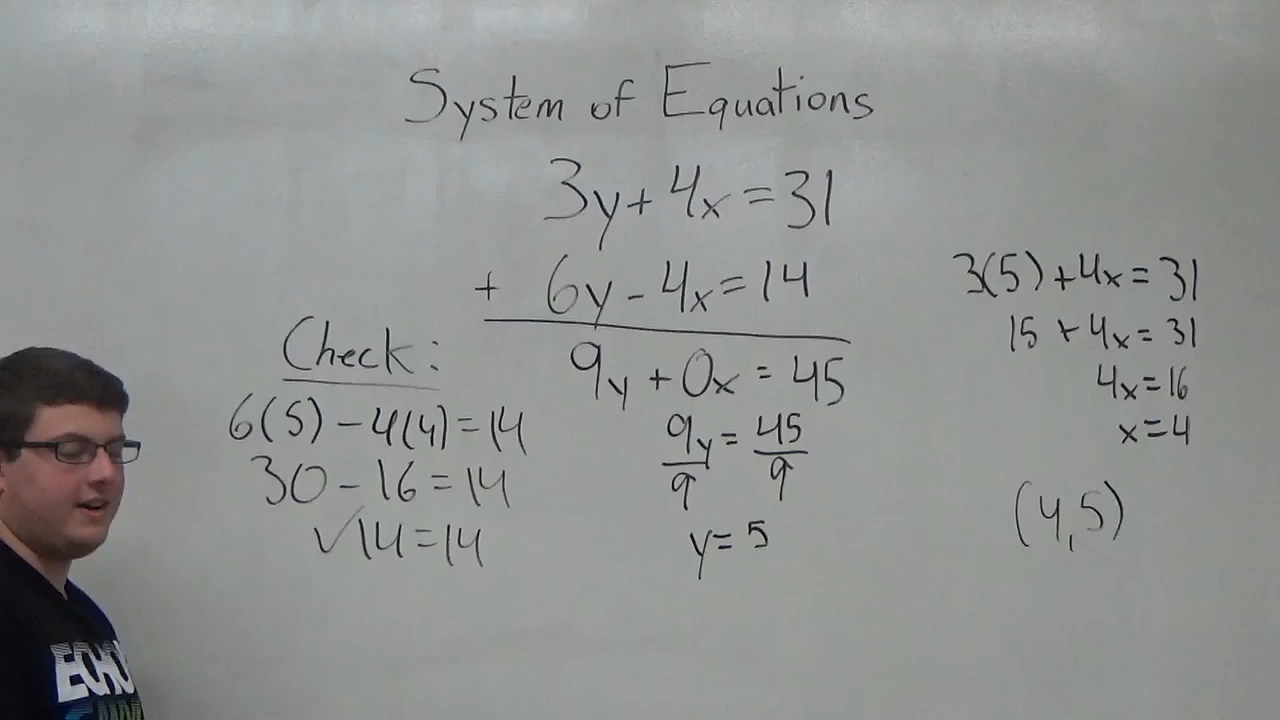 System of Equations
3y+4x=31
+ 6y-4x=14
9y+0x=45
9y/9=45/9
y=5
3(5)+4x=31
15+4x=31
4x=16
x=4
(4,5)
Check:
6(5)-4(4)=14
30-16=14
✓14=14